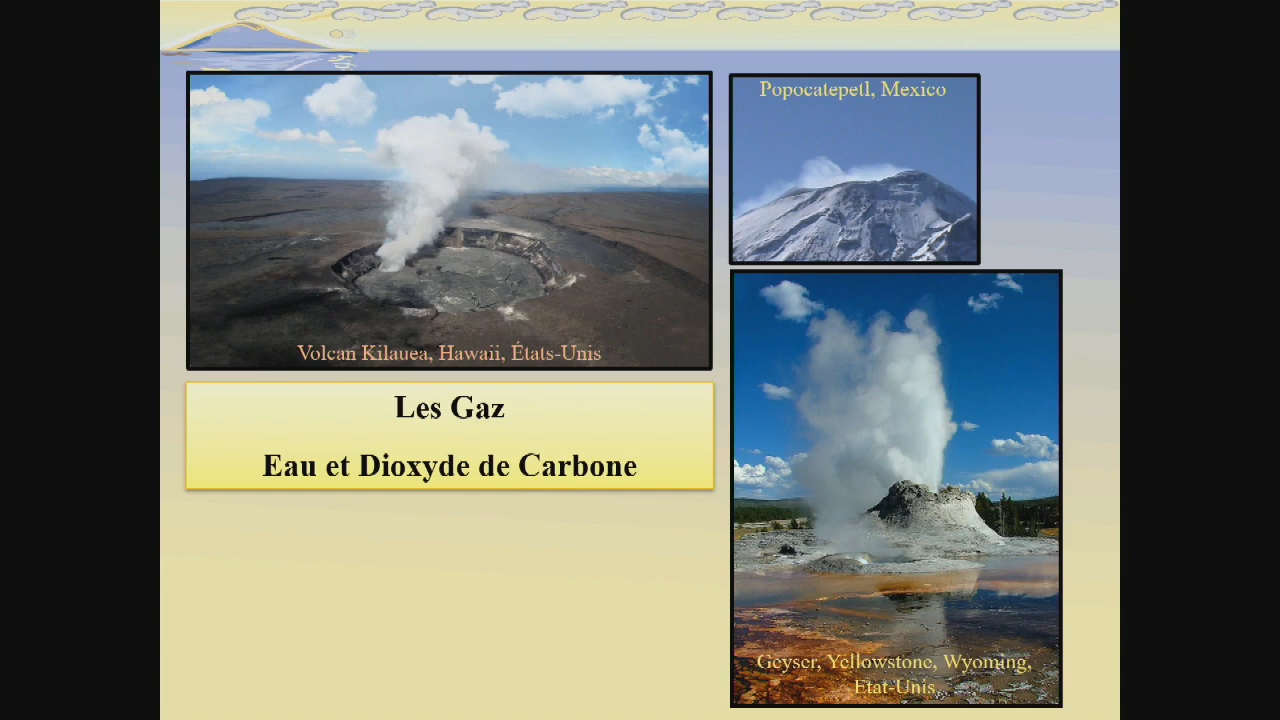 Popocatepetl, Mexico
Volcan Kilauea, Hawaii, États-Unis
Les Gaz
Eau et Dioxyde de Carbone
Geyser, Yellowstone, Wyoming,
Etat-Unis